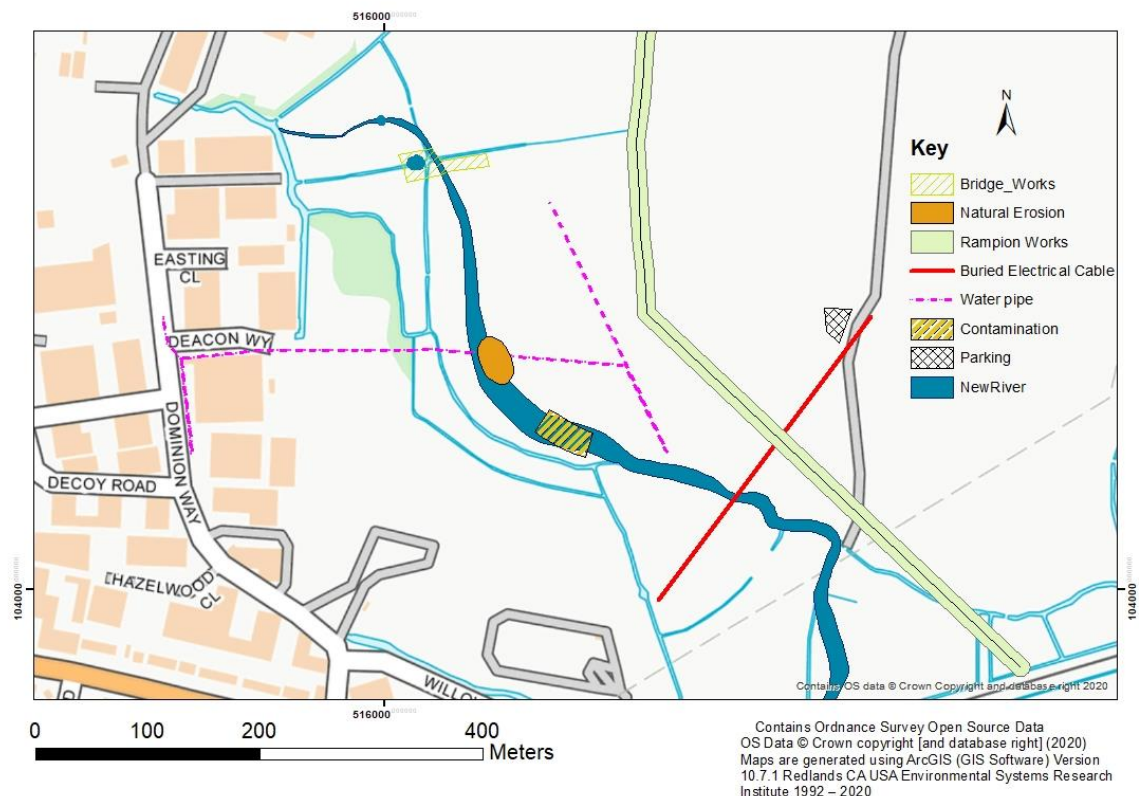 516000
N
Key
Bridge_Works
Natural Erosion
Rampion Works
Buried Electrical Cable
Water pipe
Contamination
Parking
NewRiver
EASTING
CL
DEACON WY
DOMINION WAY
DECOY ROAD
HAZELWOOD
CL
104000
104000
WILLO
Contains OS data © Crown Copyright and database right 2020
516000
0 100 200 400
Meters
Contains Ordnance Survey Open Source Data
OS Data © Crown copyright [and database right] (2020)
Maps are generated using ArcGIS (GIS Software) Version
10.7.1 Redlands CA USA Environmental Systems Research
Institute 1992 – 2020